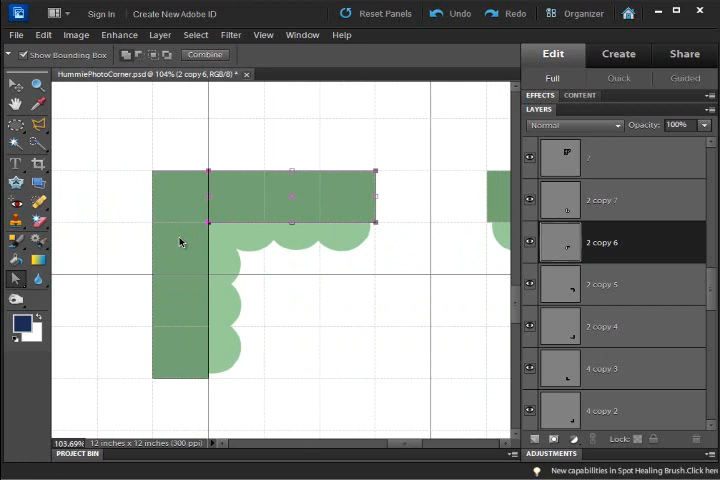 Sign In Create New Adobe ID Reset Panels Undo Redo Organizer
File Edit Image Enhance Layer Select Filter View Window Help
Show Bounding Box Combine Edit Create Share
HummiePhotoCorner.psd @ 104% (2 copy 6, RGB/8) * Full Quick Guided
EFFECTS CONTENT
LAYERS
Normal Opacity: 100%
2 copy 7
2 copy 6
2 copy 5
2 copy 4
4 copy 3
4 copy 2
Lock:
103.69% 12 inches x 12 inches (300 ppi)
PROJECT BIN ADJUSTMENTS
New capabilities in Spot Healing Brush.Click here